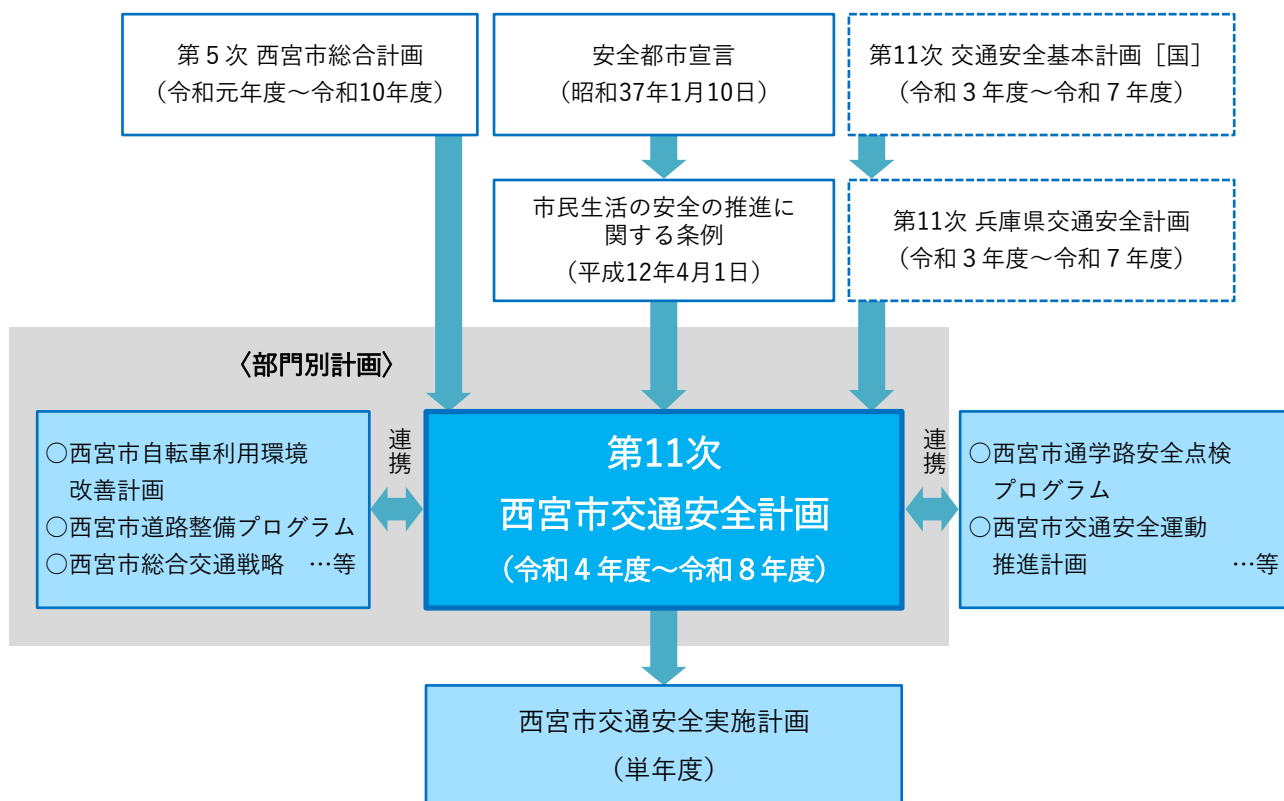 第５次 西宮市総合計画
（令和元年度～令和10年度）
安全都市宣言
（昭和37年1月10日）
第11次 交通安全基本計画［国］
（令和３年度～令和７年度）
市民生活の安全の推進に
関する条例
（平成12年4月1日）
第11次 兵庫県交通安全計画
（令和３年度～令和７年度）
〈部門別計画〉
○西宮市自転車利用環境
改善計画
○西宮市道路整備プログラム
○西宮市総合交通戦略 …等
連携
第11次
西宮市交通安全計画
（令和４年度～令和８年度）
連携
○西宮市通学路安全点検
プログラム
○西宮市交通安全運動
推進計画 …等
西宮市交通安全実施計画
（単年度）